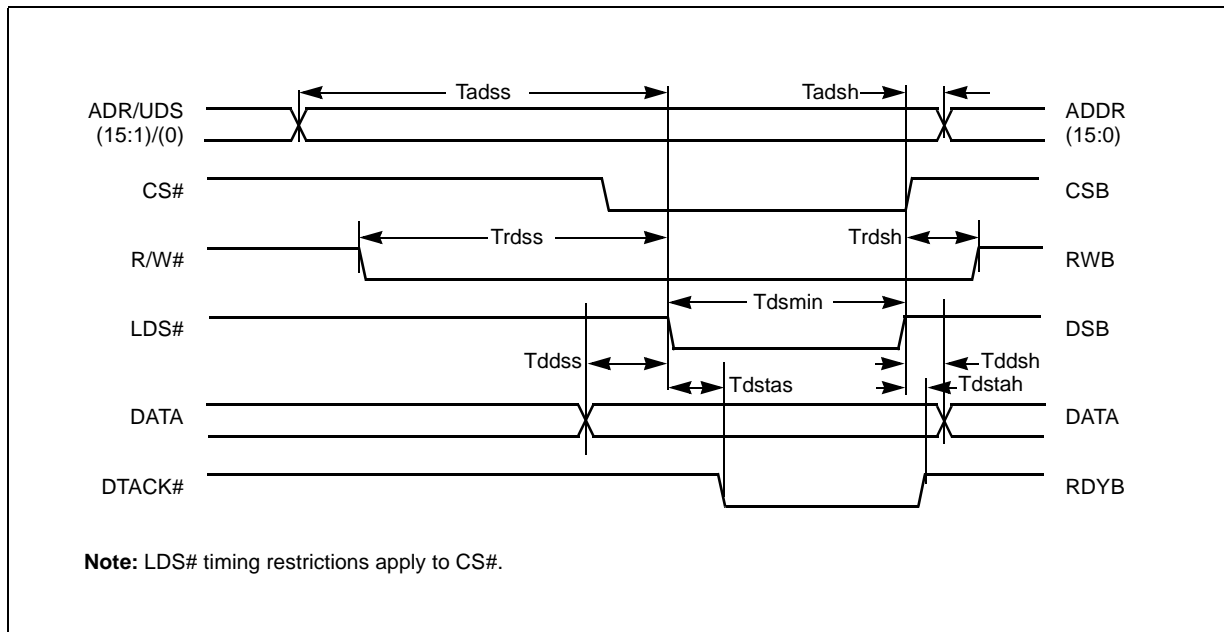 Tadss
Tadsh
ADR/UDS
(15:1)/(0)
ADDR
(15:0)
CS#
CSB
Trdss
Trdsh
R/W#
RWB
Tdsmin
LDS#
DSB
Tddss
Tddsh
Tdstas
Tdstah
DATA
DATA
DTACK#
RDYB
Note: LDS# timing restrictions apply to CS#.